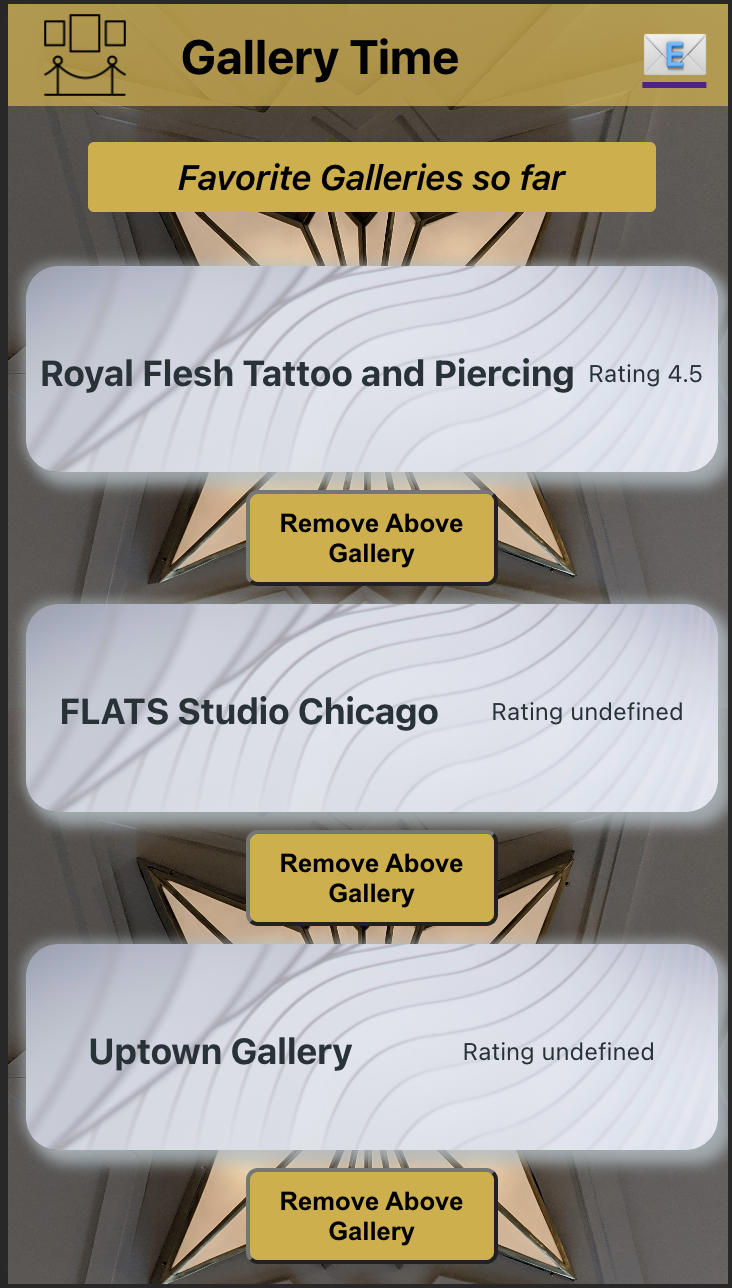 Gallery Time
E
Favorite Galleries so far
Royal Flesh Tattoo and Piercing Rating 4.5
Remove Above
Gallery
FLATS Studio Chicago Rating undefined
Remove Above
Gallery
Uptown Gallery Rating undefined
Remove Above
Gallery